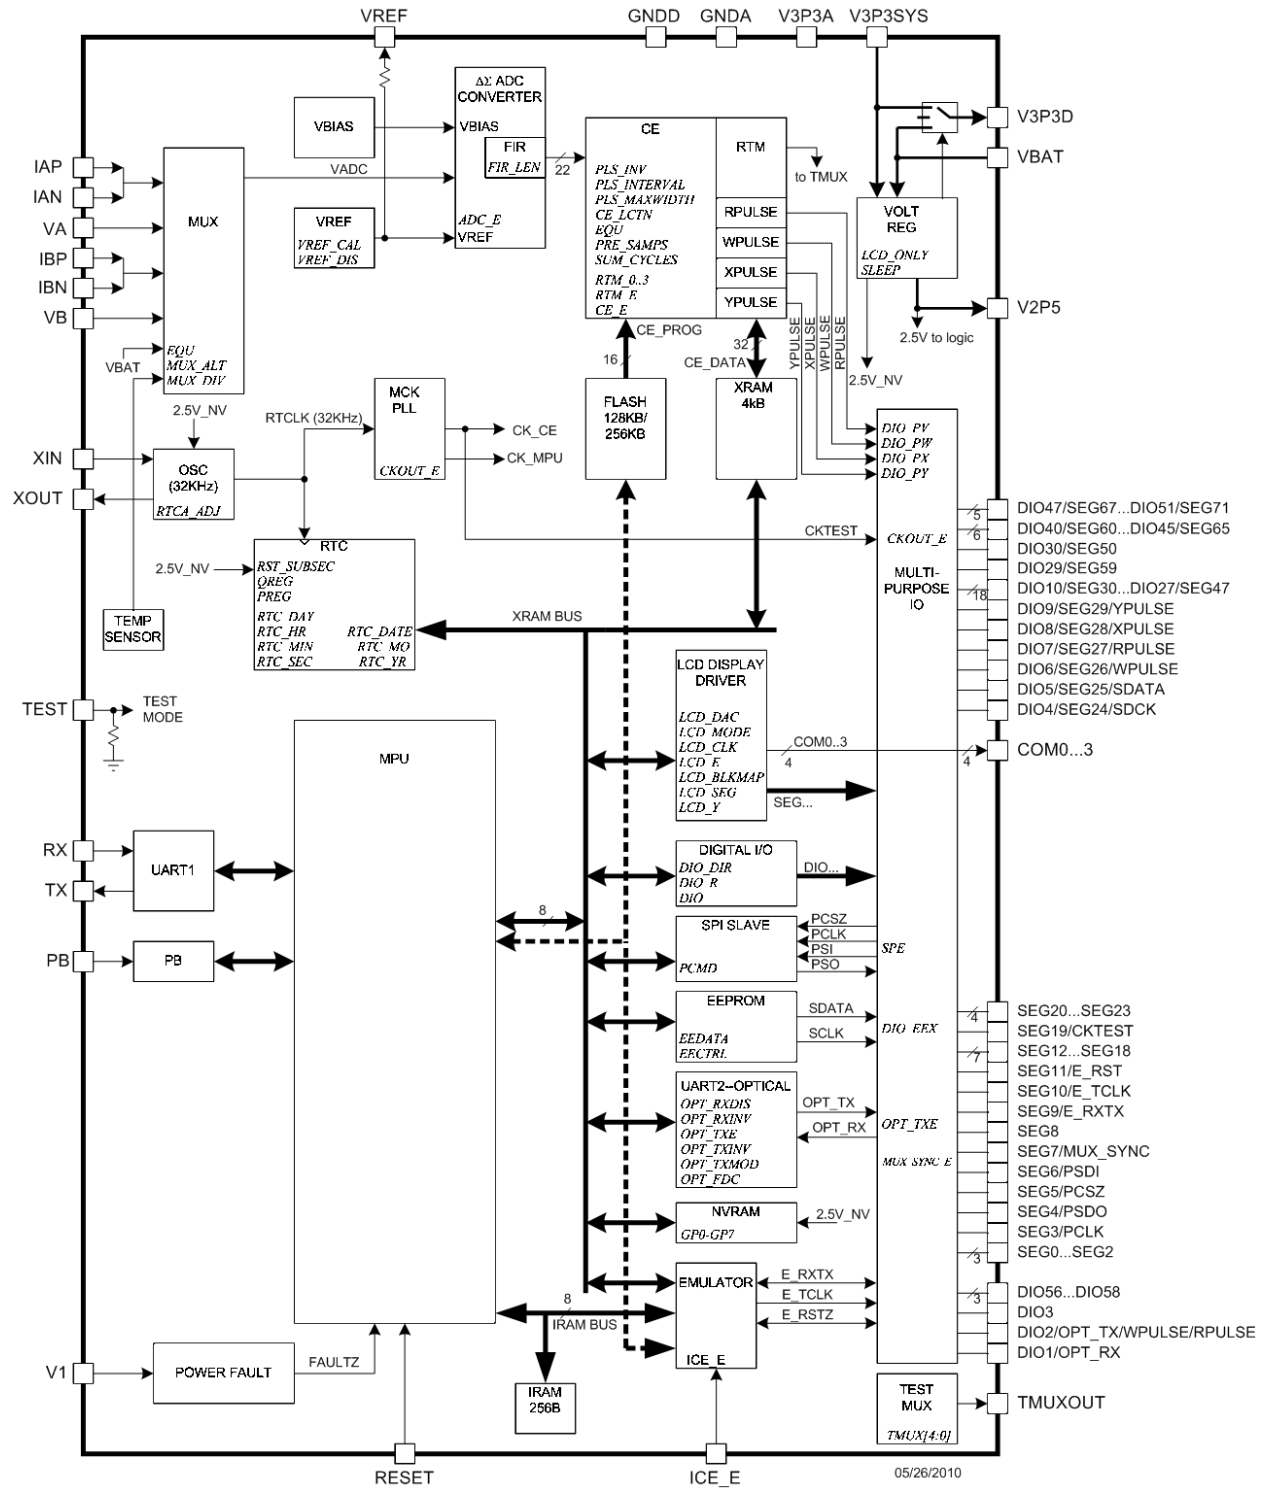 VREF
GNDD
GNDA
V3P3A
V3P3SYS
IAP
IAN
VA
IBP
IBN
VB
XIN
XOUT
TEST
RX
TX
PB
V1
MUX
EQU
MUX_ALT
MUX_DIV
VBAT
VBIAS
VREF
VREF_CAL
VREF_DIS
VADC
ΔΣ ADC
CONVERTER
VBIAS
FIR
FIR_LEN
ADC_E
VREF
22
CE
PLS_INV
PLS_INTERVAL
PLS_MAXWIDTH
CE_LCTN
EQU
PRE_SAMPS
SUM_CYCLES
RTM_0..3
RTM_E
CE_E
RTM
to TMUX
RPULSE
WPULSE
XPULSE
YPULSE
YPULSE
XPULSE
WPULSE
RPULSE
VOLT
REG
LCD_ONLY
SLEEP
2.5V to logic
2.5V_NV
V3P3D
VBAT
V2P5
CE_PROG
16
32
CE_DATA
FLASH
128KB/
256KB
XRAM
4kB
2.5V_NV
OSC
(32KHz)
RTCA_ADJ
RTCLK (32KHz)
MCK
PLL
CKOUT_E
CK_CE
CK_MPU
CKTEST
2.5V_NV
RTC
RST_SUBSEC
QREG
PREG
RTC_DAY
RTC_HR
RTC_MIN
RTC_SEC
RTC_DATE
RTC_MO
RTC_YR
TEMP
SENSOR
XRAM BUS
TEST
MODE
MPU
UART1
PB
POWER FAULT
FAULTZ
8
8
IRAM BUS
IRAM
256B
LCD DISPLAY
DRIVER
LCD_DAC
LCD_MODE
LCD_CLK
LCD_E
LCD_BLKMAP
LCD_SEG
LCD_Y
COM0..3
4
4
SEG...
DIGITAL I/O
DIO_DIR
DIO_R
DIO
DIO...
SPI SLAVE
PCMD
PCSZ
PCLK
PSI
PSO
EEPROM
EEDATA
EECTRL
SDATA
SCLK
UART2--OPTICAL
OPT_RXDIS
OPT_RXINV
OPT_TXE
OPT_TXINV
OPT_TXMOD
OPT_FDC
OPT_TX
OPT_RX
NVRAM
GP0-GP7
2.5V_NV
EMULATOR
ICE_E
E_RXTX
E_TCLK
E_RSTZ
DIO_PV
DIO_PW
DIO_PX
DIO_PY
CKOUT_E
MULTI-
PURPOSE
IO
SPE
DIO_EEX
OPT_TXE
MUX_SYNC_E
TEST
MUX
TMUX[4:0]
5
DIO47/SEG67...DIO51/SEG71
6
DIO40/SEG60...DIO45/SEG65
DIO30/SEG50
DIO29/SEG59
18
DIO10/SEG30...DIO27/SEG47
DIO9/SEG29/YPULSE
DIO8/SEG28/XPULSE
DIO7/SEG27/RPULSE
DIO6/SEG26/WPULSE
DIO5/SEG25/SDATA
DIO4/SEG24/SDCK
COM0...3
4
SEG20...SEG23
SEG19/CKTEST
7
SEG12...SEG18
SEG11/E_RST
SEG10/E_TCLK
SEG9/E_RXTX
SEG8
SEG7/MUX_SYNC
SEG6/PSDI
SEG5/PCSZ
SEG4/PSDO
SEG3/PCLK
3
SEG0...SEG2
3
DIO56...DIO58
DIO3
DIO2/OPT_TX/WPULSE/RPULSE
DIO1/OPT_RX
TMUXOUT
05/26/2010
RESET
ICE_E